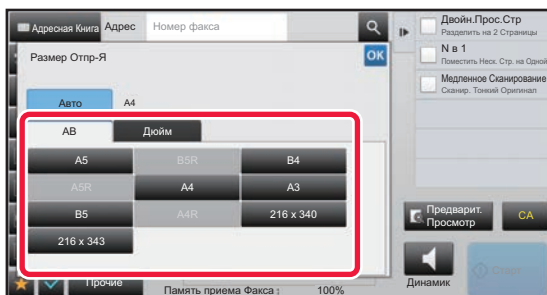 Адресная Книга
Адрес
Номер факса
Размер Отпр-Я
OK
Авто
A4
AB
Дюйм
A5
B5R
B4
A5R
A4
A3
B5
A4R
216 x 340
216 x 343
Прочие
Память приема Факса :
100%
Двойн.Прос.Стр
Разделить на 2 Страницы
N в 1
Поместить Неск. Стр. на Одной
Медленное Сканирование
Сканир. Тонкий Оригинал
Предварит.
Просмотр
CA
Динамик
Старт